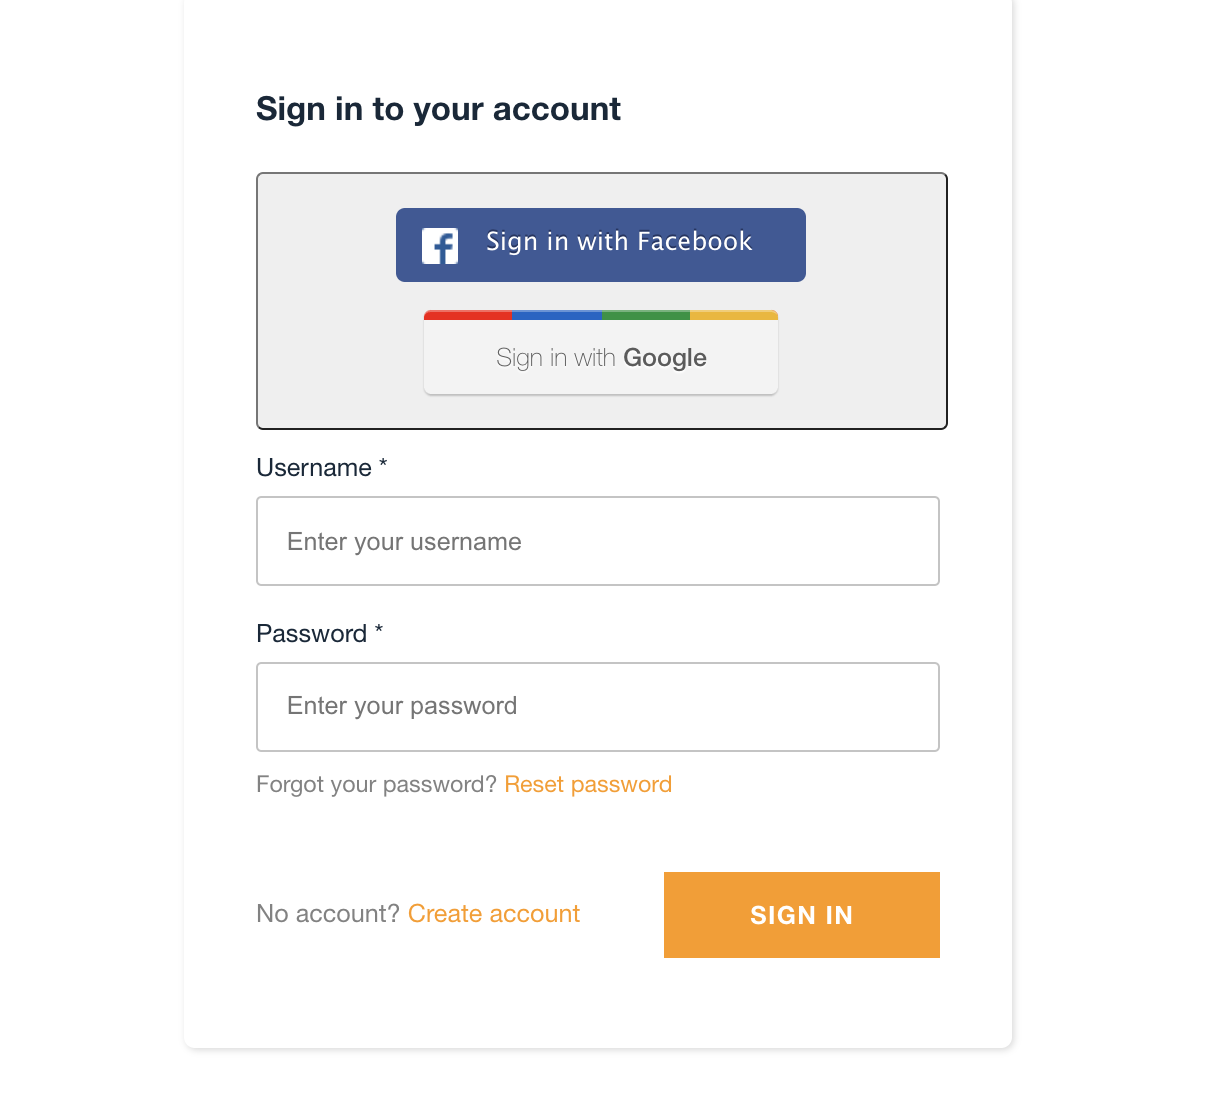 Sign in to your account
Sign in with Facebook
Sign in with Google
Username *
Enter your username
Password *
Enter your password
Forgot your password? Reset password
No account? Create account
SIGN IN